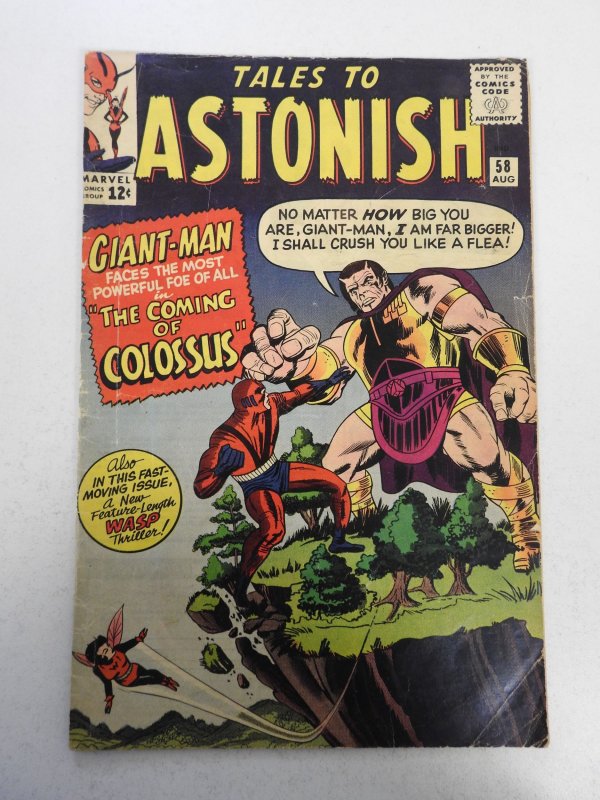 TALES TO
ASTONISH
APPROVED
BY THE
COMICS
CODE
CA
AUTHORITY
IND
58
AUG
MARVEL
COMICS
GROUP 12¢
NO MATTER HOW BIG YOU
ARE, GIANT-MAN, I AM FAR BIGGER!
I SHALL CRUSH YOU LIKE A FLEA!
GIANT-MAN
FACES THE MOST
POWERFUL FOE OF ALL
in
"THE COMING
OF
COLOSSUS"
Also
IN THIS FAST-
MOVING ISSUE,
A New
Feature-Length
WASP
Thriller!